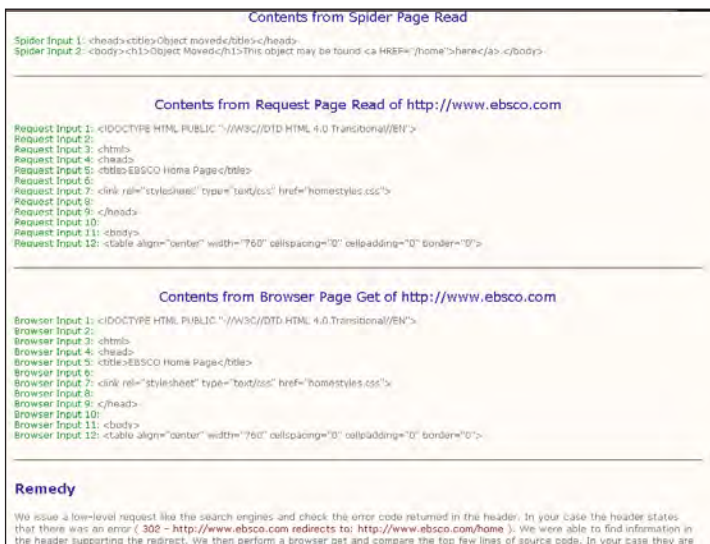 Contents from Spider Page Read
Spider Input 1: <head><title>Object moved</title></head>
Spider Input 2: <body><h1>Object Moved</h1>This object may be found <a HREF="/home">here</a>.</body>
Contents from Request Page Read of http://www.ebsco.com
Request Input 1: <!DOCTYPE HTML PUBLIC "-//W3C//DTD HTML 4.0 Transitional//EN">
Request Input 2:
Request Input 3: <html>
Request Input 4: <head>
Request Input 5: <title>EBSCO Home Page</title>
Request Input 6:
Request Input 7: <link rel="stylesheet" type="text/css" href="homestyles.css">
Request Input 8:
Request Input 9: </head>
Request Input 10:
Request Input 11: <body>
Request Input 12: <table align="center" width="760" cellspacing="0" cellpadding="0" border="0">
Contents from Browser Page Get of http://www.ebsco.com
Browser Input 1: <!DOCTYPE HTML PUBLIC "-//W3C//DTD HTML 4.0 Transitional//EN">
Browser Input 2:
Browser Input 3: <html>
Browser Input 4: <head>
Browser Input 5: <title>EBSCO Home Page</title>
Browser Input 6:
Browser Input 7: <link rel="stylesheet" type="text/css" href="homestyles.css">
Browser Input 8:
Browser Input 9: </head>
Browser Input 10:
Browser Input 11: <body>
Browser Input 12: <table align="center" width="760" cellspacing="0" cellpadding="0" border="0">
Remedy
We issue a low-level request like the search engines and check the error code returned in the header. In your case the header states
that there was an error ( 302 - http://www.ebsco.com redirects to: http://www.ebsco.com/home ). We were able to find information in
the header supporting the redirect. We then perform a browser get and compare the top few lines of source code. In your case they are